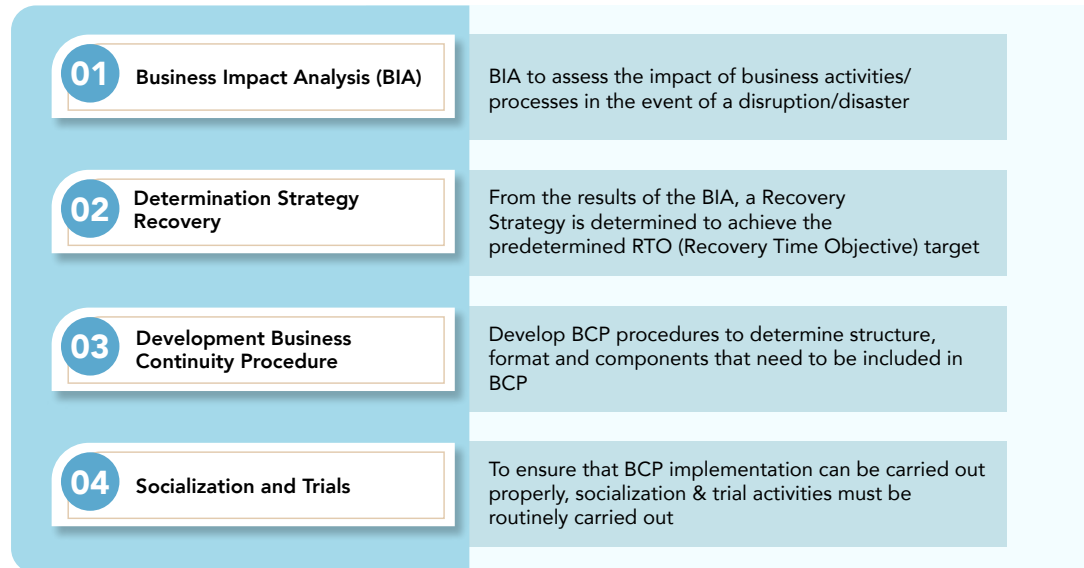 01
Business Impact Analysis (BIA)
BIA to assess the impact of business activities/
processes in the event of a disruption/disaster
02
Determination Strategy
Recovery
From the results of the BIA, a Recovery
Strategy is determined to achieve the
predetermined RTO (Recovery Time Objective) target
03
Development Business
Continuity Procedure
Develop BCP procedures to determine structure,
format and components that need to be included in
BCP
04
Socialization and Trials
To ensure that BCP implementation can be carried out
properly, socialization & trial activities must be
routinely carried out